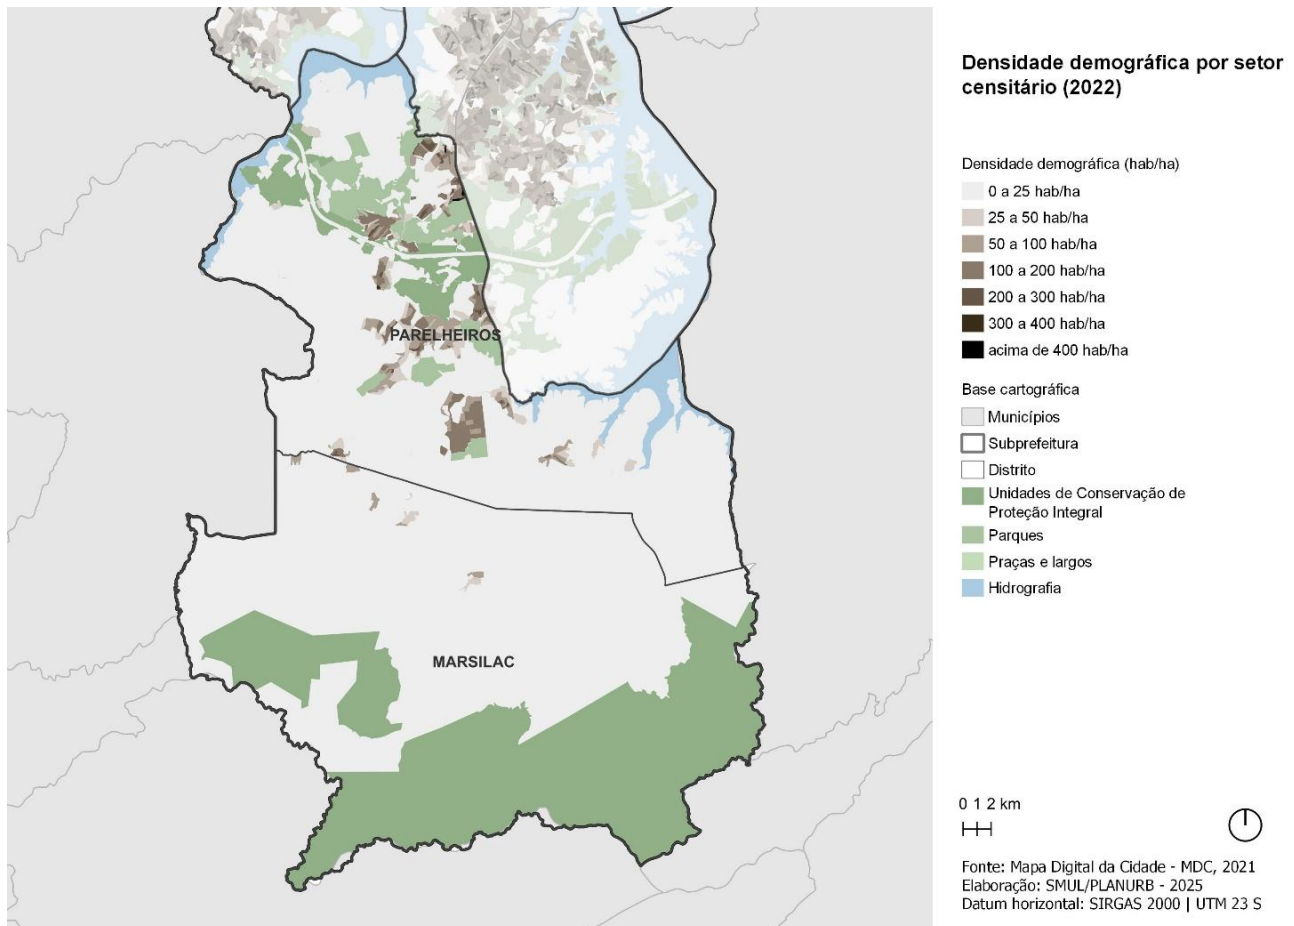 Densidade demográfica por setor
censitário (2022)
Densidade demográfica (hab/ha)
0 a 25 hab/ha
25 a 50 hab/ha
50 a 100 hab/ha
100 a 200 hab/ha
200 a 300 hab/ha
300 a 400 hab/ha
acima de 400 hab/ha
Base cartográfica
Municípios
Subprefeitura
Distrito
Unidades de Conservação de
Proteção Integral
Parques
Praças e largos
Hidrografia
PARELHEIROS
MARSILAC
0 1 2 km
Fonte: Mapa Digital da Cidade - MDC, 2021
Elaboração: SMUL/PLANURB - 2025
Datum horizontal: SIRGAS 2000 | UTM 23 S